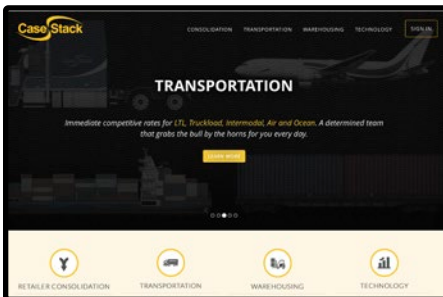 CaseStack
CONSOLIDATION TRANSPORTATION WAREHOUSING TECHNOLOGY SIGN IN
TRANSPORTATION
Immediate competitive rates for LTL, Truckload, Intermodal, Air and Ocean. A determined team
that grabs the bull by the horns for you every day.
LEARN MORE
RETAILER CONSOLIDATION TRANSPORTATION WAREHOUSING TECHNOLOGY